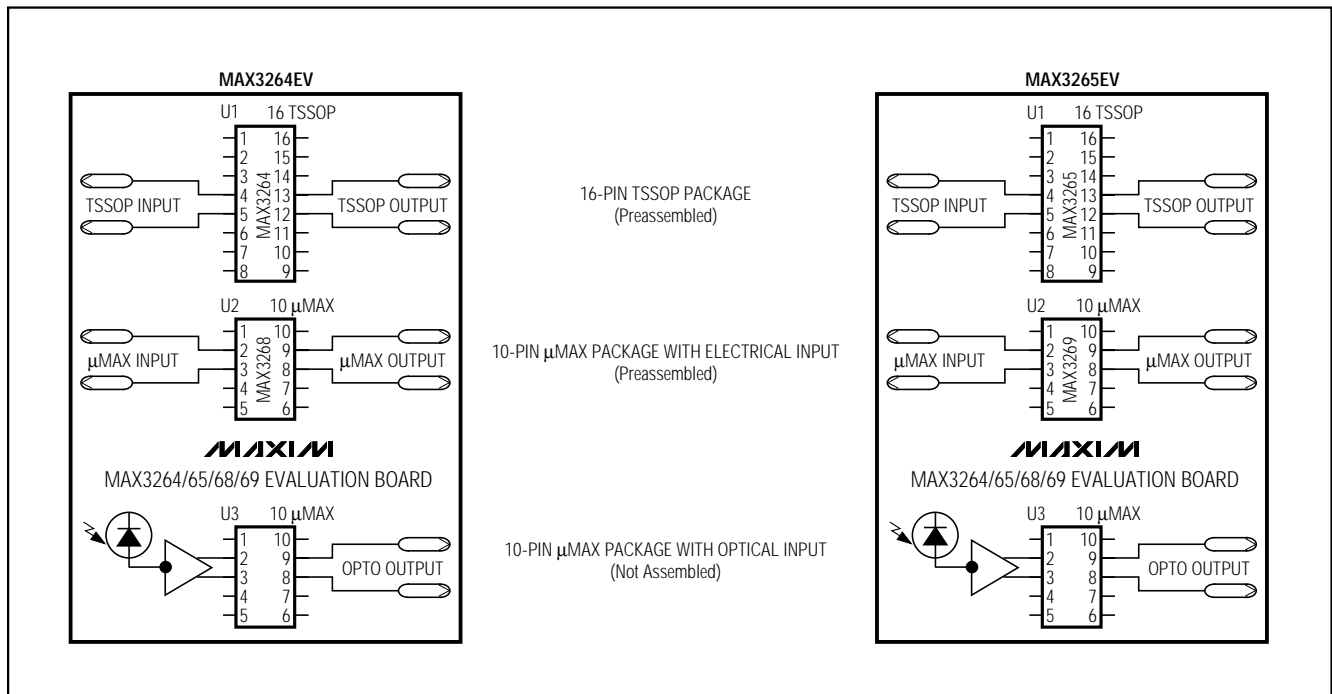 MAX3264EV
U1 16 TSSOP
1 16
2 15
3 14
4 13
5 12
6 11
7 10
8 9
MAX3264
TSSOP INPUT
TSSOP OUTPUT
U2 10 µMAX
1 10
2 9
3 8
4 7
5 6
MAX3268
µMAX INPUT
µMAX OUTPUT
MAXIM
MAX3264/65/68/69 EVALUATION BOARD
U3 10 µMAX
1 10
2 9
3 8
4 7
5 6
OPTO OUTPUT
16-PIN TSSOP PACKAGE
(Preassembled)
10-PIN µMAX PACKAGE WITH ELECTRICAL INPUT
(Preassembled)
10-PIN µMAX PACKAGE WITH OPTICAL INPUT
(Not Assembled)
MAX3265EV
U1 16 TSSOP
1 16
2 15
3 14
4 13
5 12
6 11
7 10
8 9
MAX3265
TSSOP INPUT
TSSOP OUTPUT
U2 10 µMAX
1 10
2 9
3 8
4 7
5 6
MAX3269
µMAX INPUT
µMAX OUTPUT
MAXIM
MAX3264/65/68/69 EVALUATION BOARD
U3 10 µMAX
1 10
2 9
3 8
4 7
5 6
OPTO OUTPUT